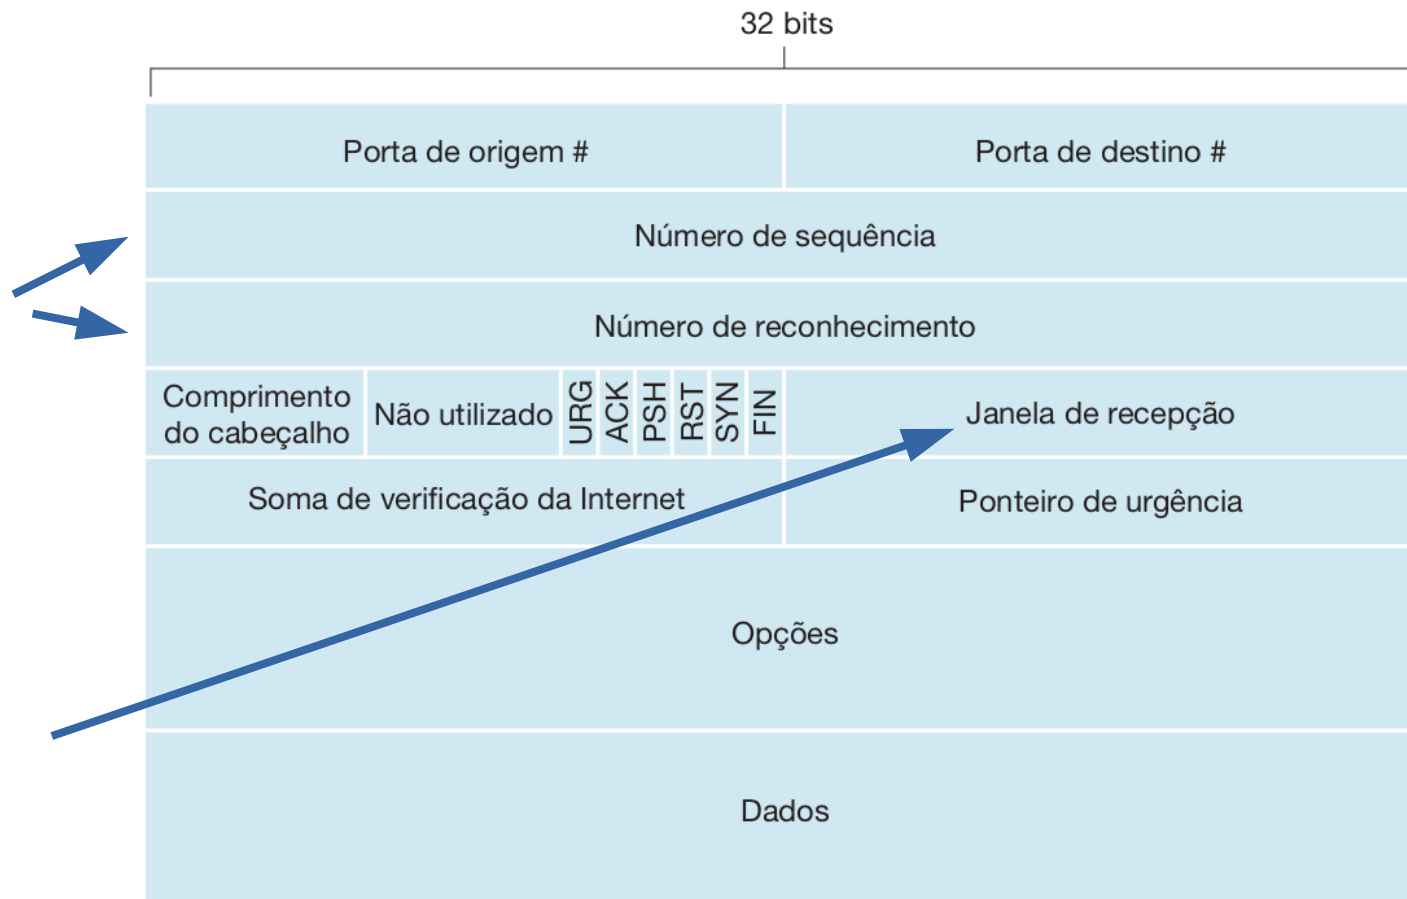 32 bits
Porta de origem #
Porta de destino #
Número de sequência
Número de reconhecimento
Comprimento
do cabeçalho
Não utilizado
URG
ACK
PSH
RST
SYN
FIN
Janela de recepção
Soma de verificação da Internet
Ponteiro de urgência
Opções
Dados